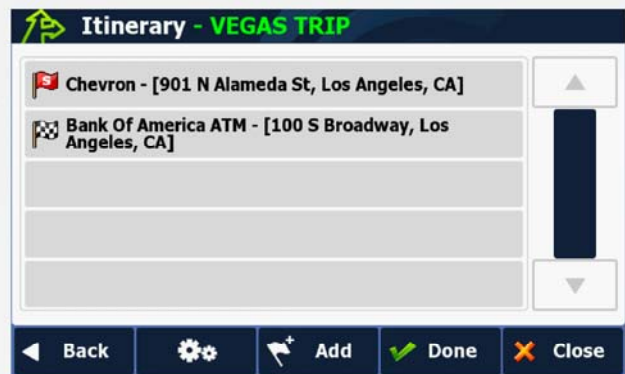 Itinerary - VEGAS TRIP
S
Chevron - [901 N Alameda St, Los Angeles, CA]
Bank Of America ATM - [100 S Broadway, Los
Angeles, CA]
Back
Add
Done
Close